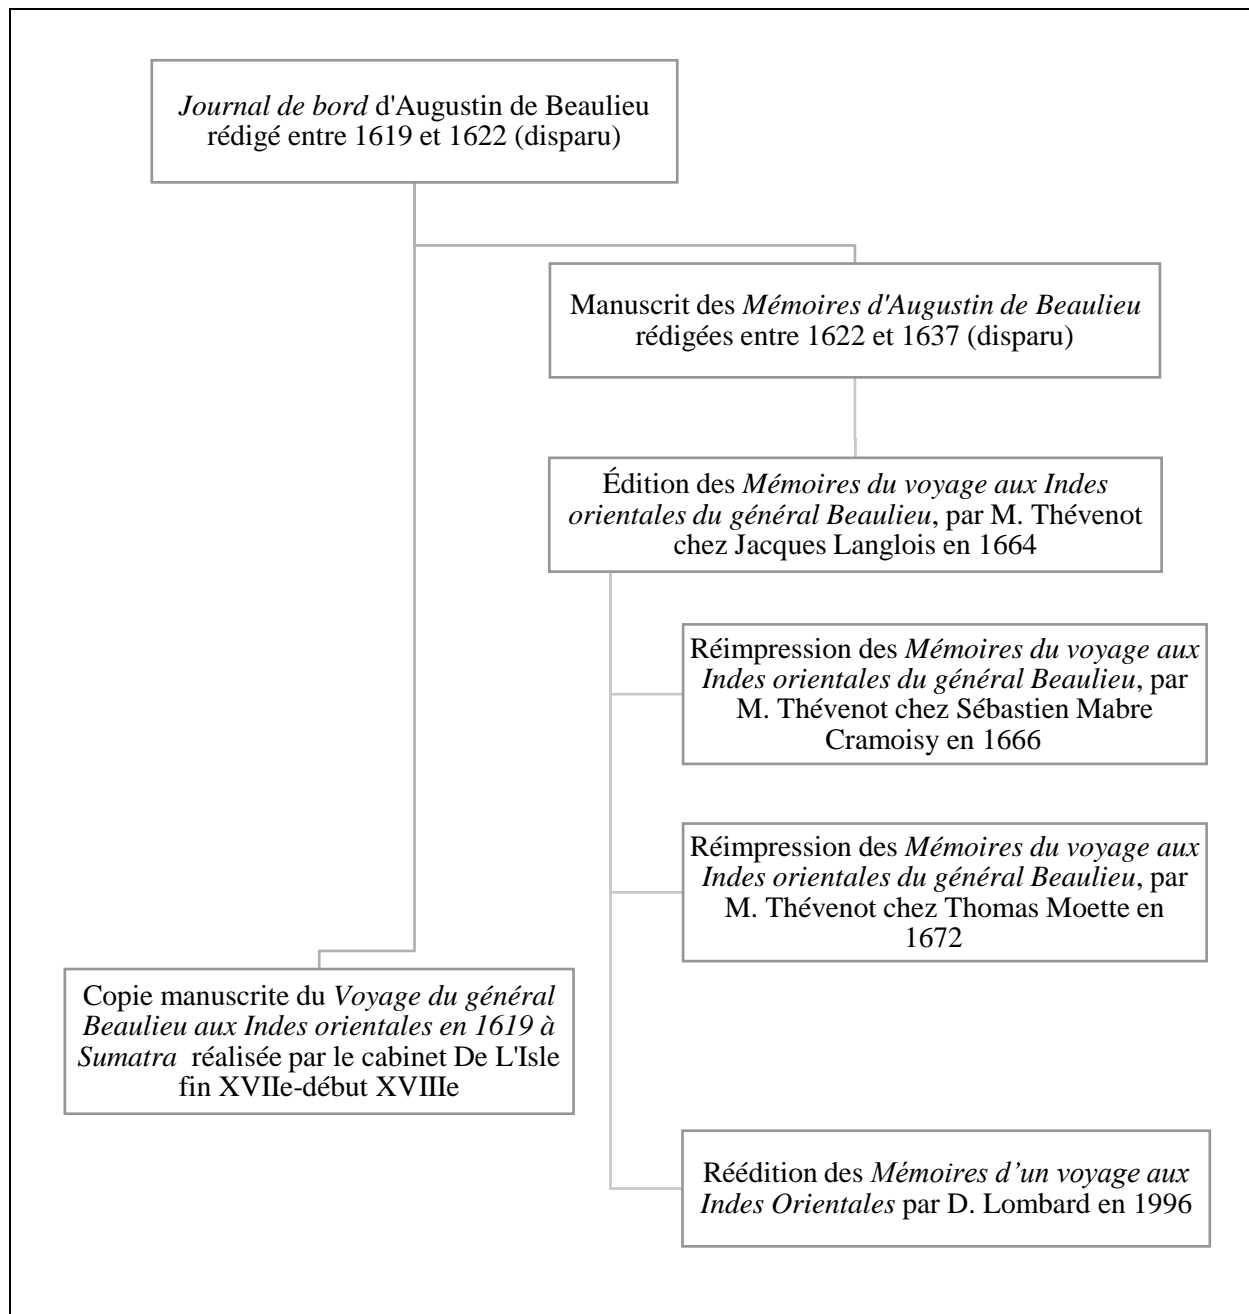 Journal de bord d'Augustin de Beaulieu
rédigé entre 1619 et 1622 (disparu)
Manuscrit des Mémoires d'Augustin de Beaulieu
rédigées entre 1622 et 1637 (disparu)
Édition des Mémoires du voyage aux Indes
orientales du général Beaulieu, par M. Thévenot
chez Jacques Langlois en 1664
Réimpression des Mémoires du voyage aux
Indes orientales du général Beaulieu, par
M. Thévenot chez Sébastien Mabre
Cramoisy en 1666
Réimpression des Mémoires du voyage aux
Indes orientales du général Beaulieu, par
M. Thévenot chez Thomas Moette en
1672
Copie manuscrite du Voyage du général
Beaulieu aux Indes orientales en 1619 à
Sumatra réalisée par le cabinet De L'Isle
fin XVIIe-début XVIIIe
Réédition des Mémoires d’un voyage aux
Indes Orientales par D. Lombard en 1996